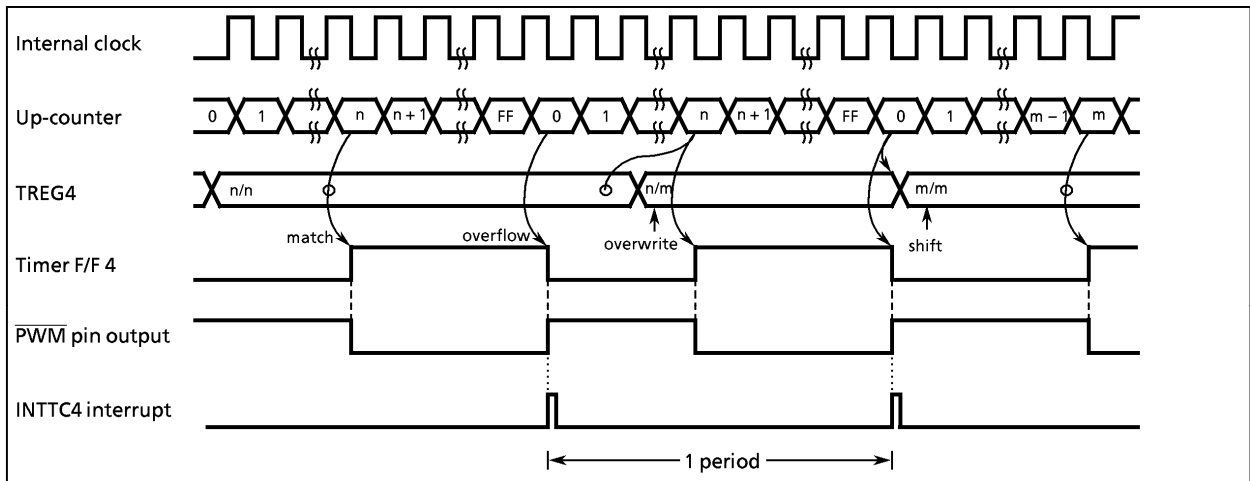 Internal clock
Up-counter
0 1 n n+1 FF 0 1 n n+1 FF 0 1 m – 1 m
TREG4
n/n n/m m/m
match overflow overwrite shift
Timer F/F 4
PWM pin output
INTTC4 interrupt
1 period